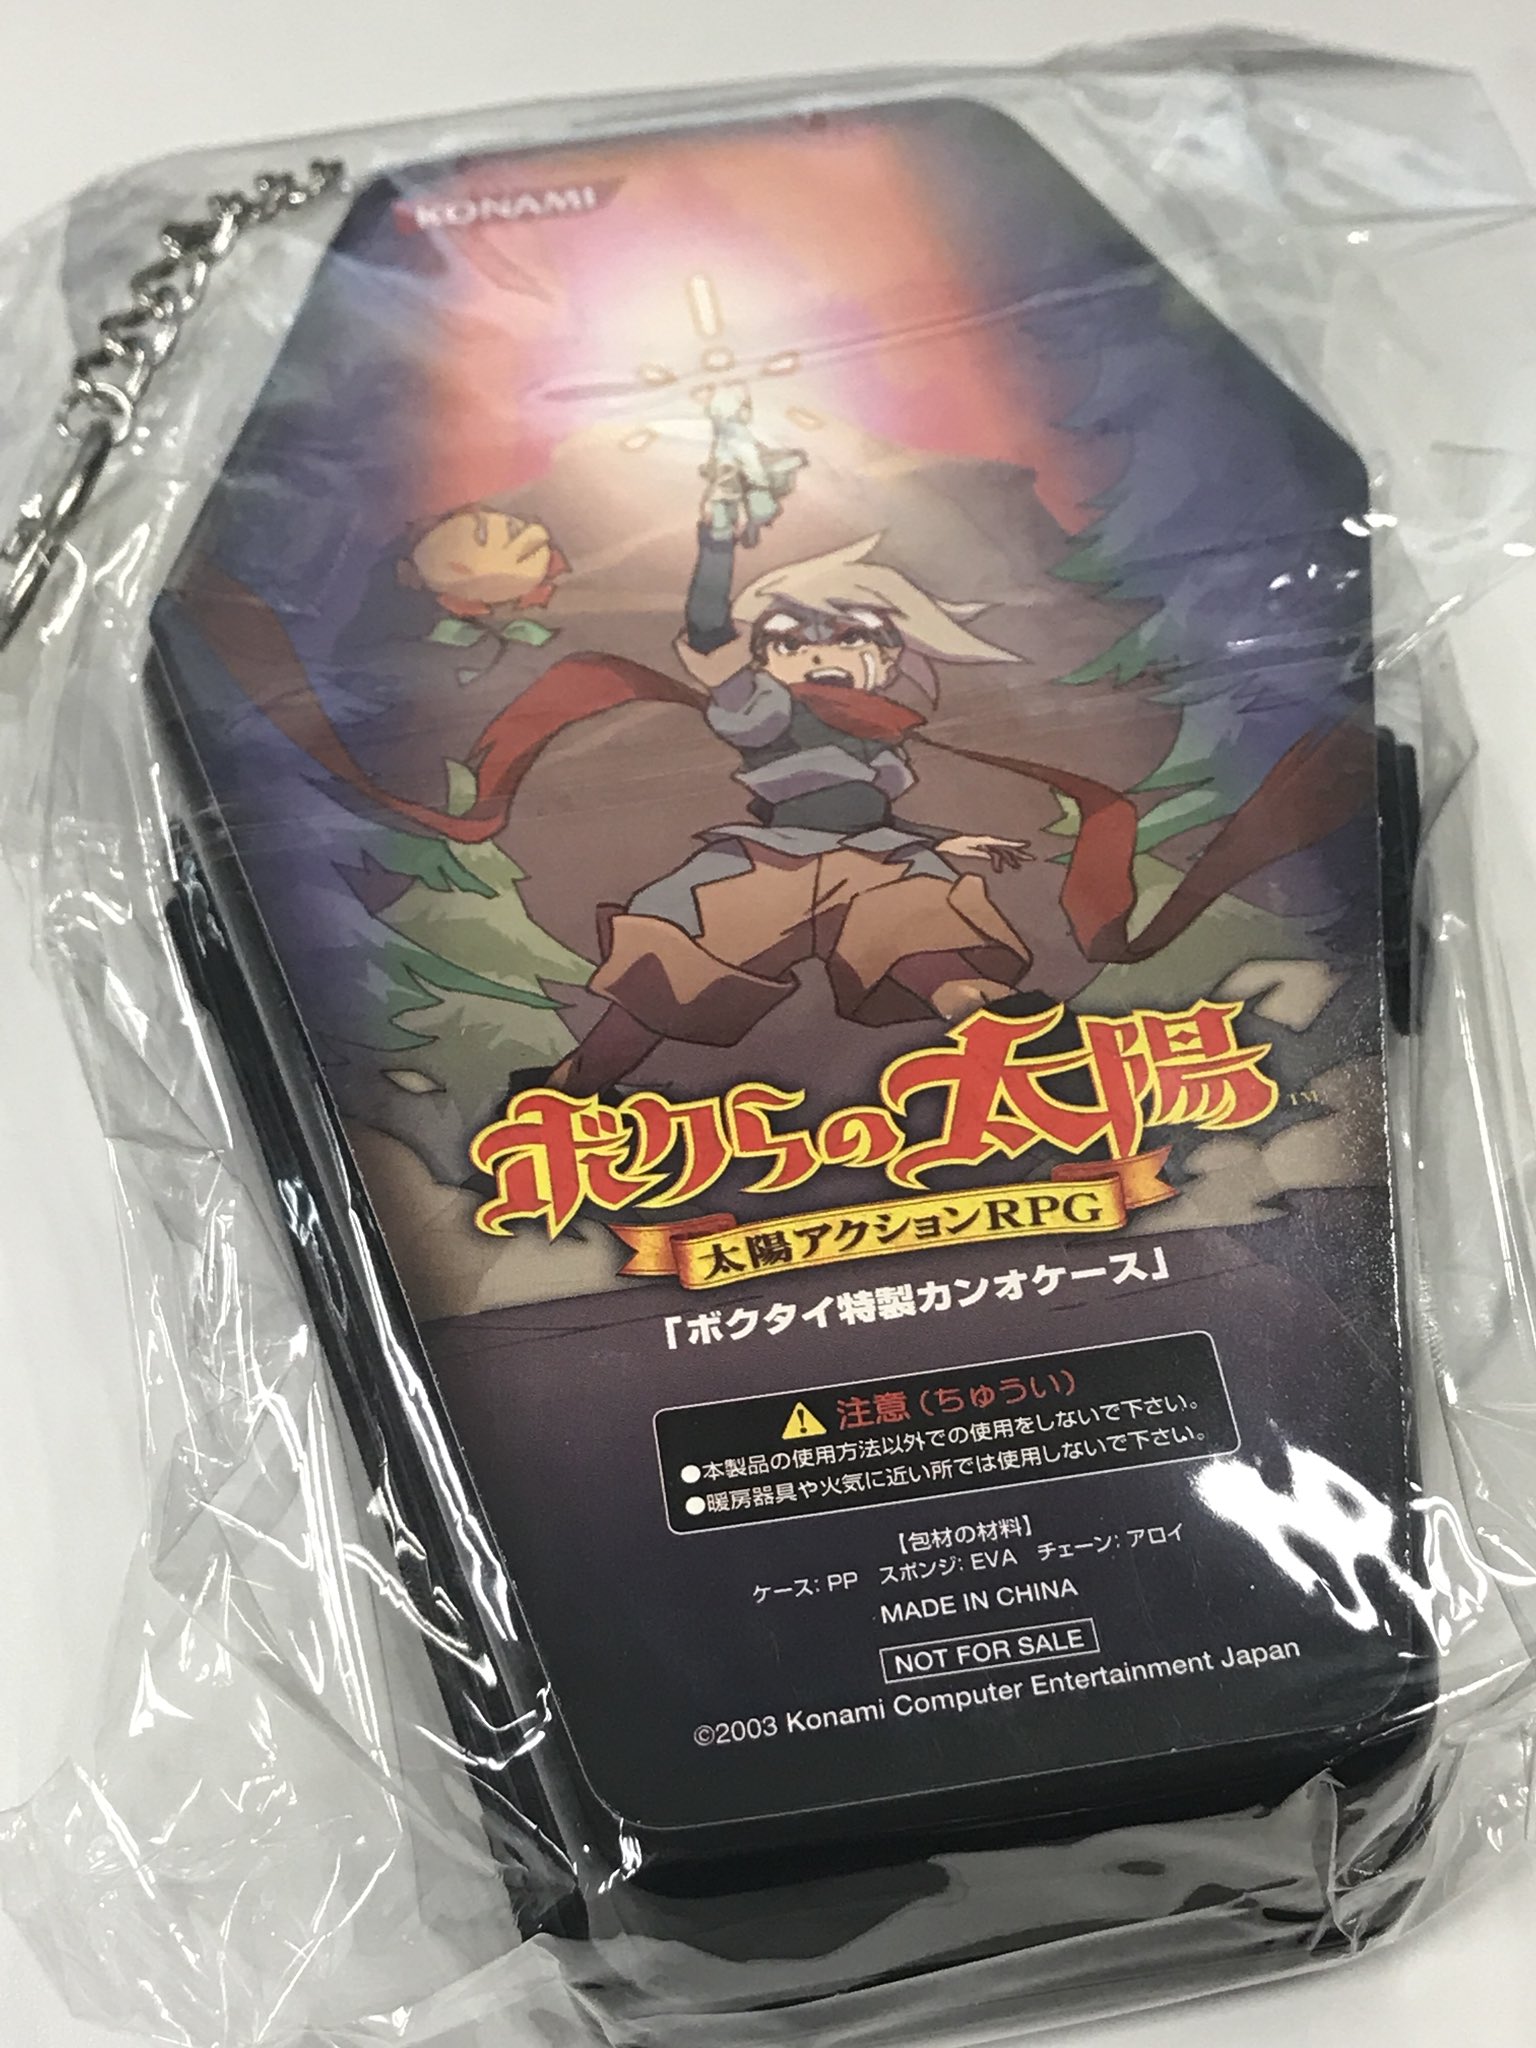 KONAMI
ボクらの太陽™
太陽アクションRPG
「ボクタイ特製カンオケース」
注意(ちゅうい)
●本製品の使用方法以外での使用をしないで下さい。
●暖房器具や火気に近い所では使用しないで下さい。
【包材の材料】
ケース: PP スポンジ: EVA チェーン: アロイ
MADE IN CHINA
NOT FOR SALE
©2003 Konami Computer Entertainment Japan